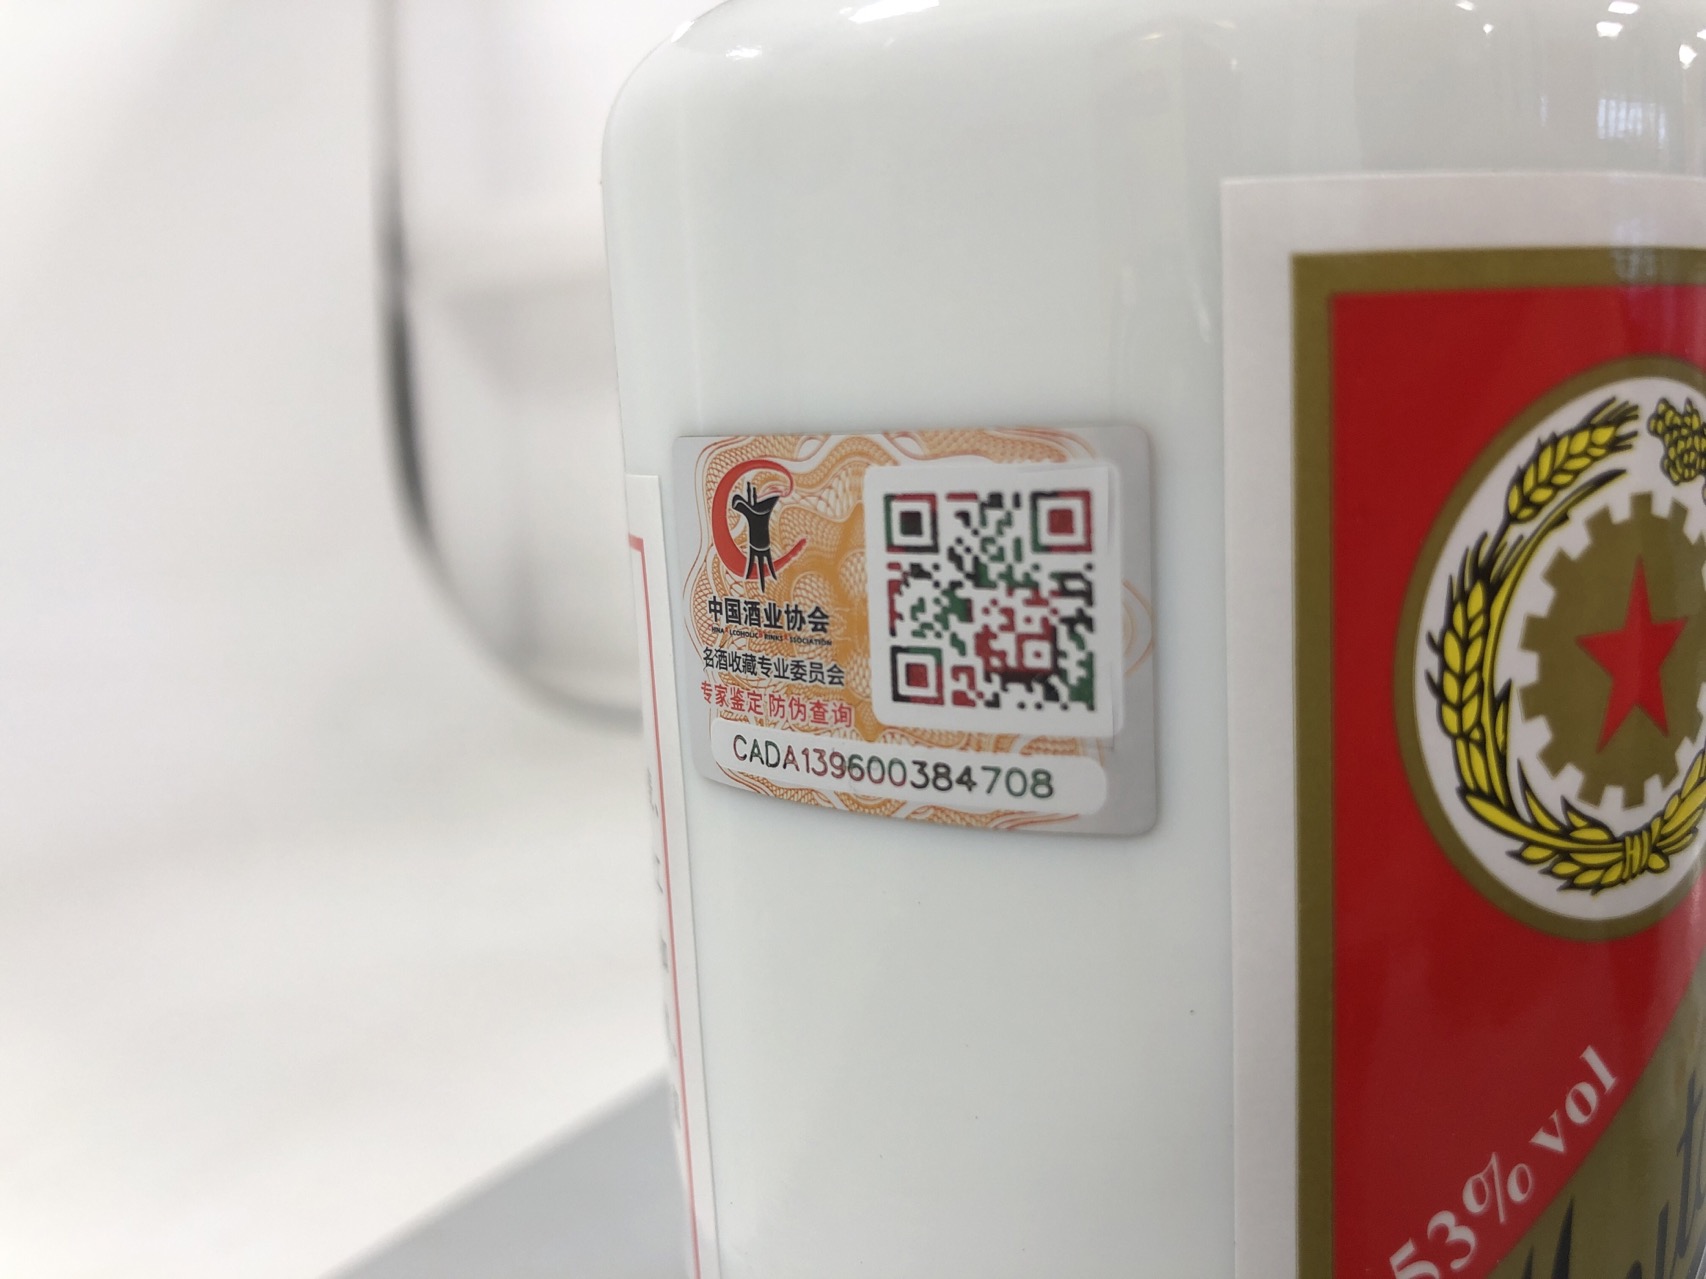 中国酒业协会
名酒收藏专业委员会
专家鉴定 防伪查询
CADA139600384708
53% vol